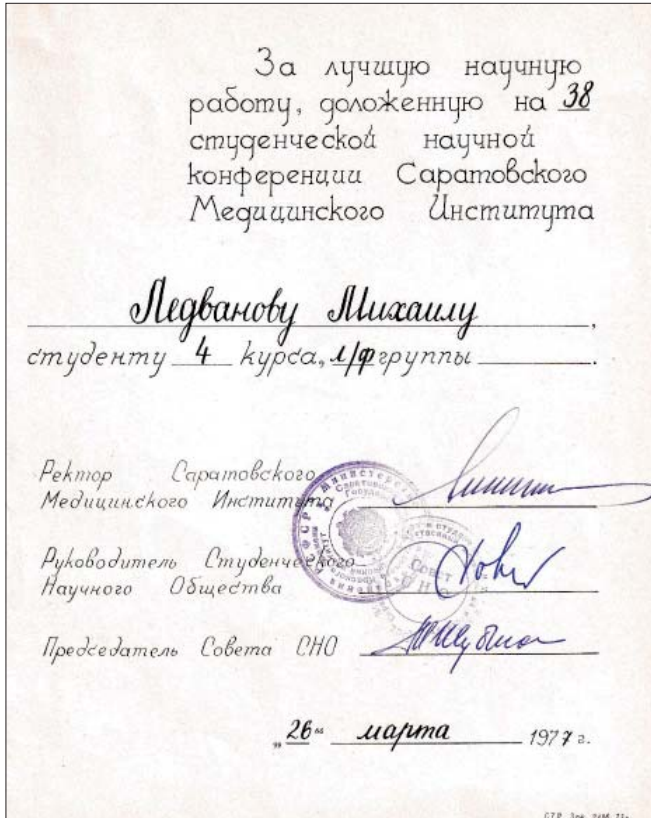 За лучшую научную
работу, доложенную на 38
студенческой научной
конференции Саратовского
Медицинского Института
Ледванову Михаилу,
студенту 4 курса, л/ф группы.
Ректор Саратовского
Медицинского Института
Руководитель Студенческого
Научного Общества
Председатель Совета СНО
Совет
„26“ марта 1977 г.